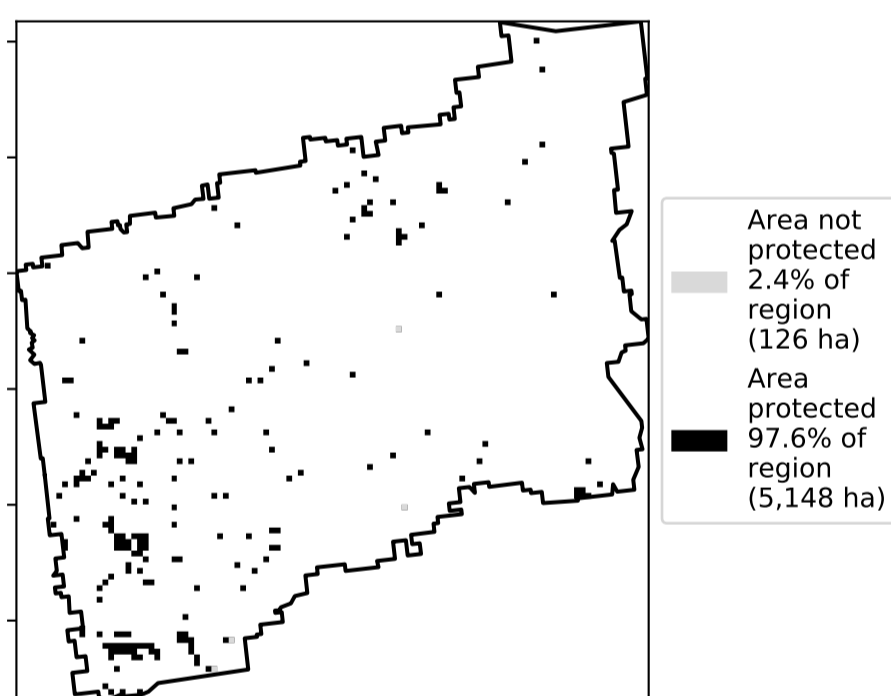 Area not
protected
2.4% of
region
(126 ha)
Area
protected
97.6% of
region
(5,148 ha)